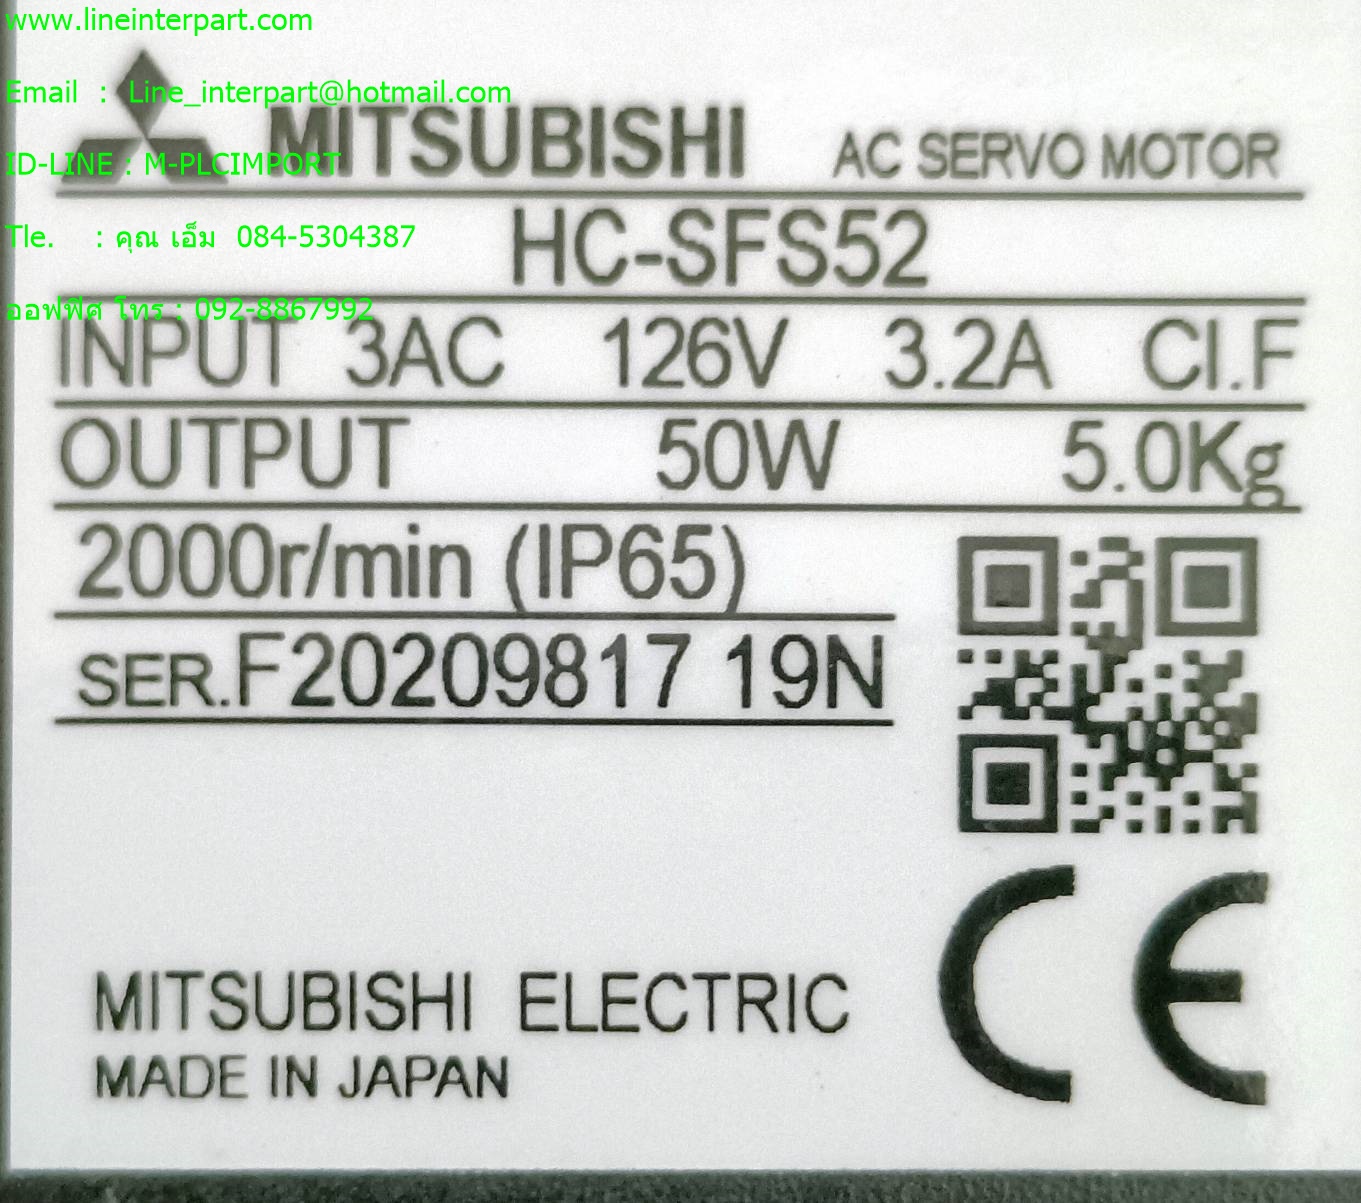 www.lineinterpart.com
Email : Line_interpart@hotmail.com
MITSUBISHI AC SERVO MOTOR
ID-LINE : M-PLCIMPORT
Tle. : คุณ เอ็ม 084-5304387
HC-SFS52
ออฟฟิศ โทร : 092-8867992
INPUT 3AC 126V 3.2A CI.F
OUTPUT 50W 5.0Kg
2000r/min (IP65)
SER.F20209817 19N
CE
MITSUBISHI ELECTRIC
MADE IN JAPAN